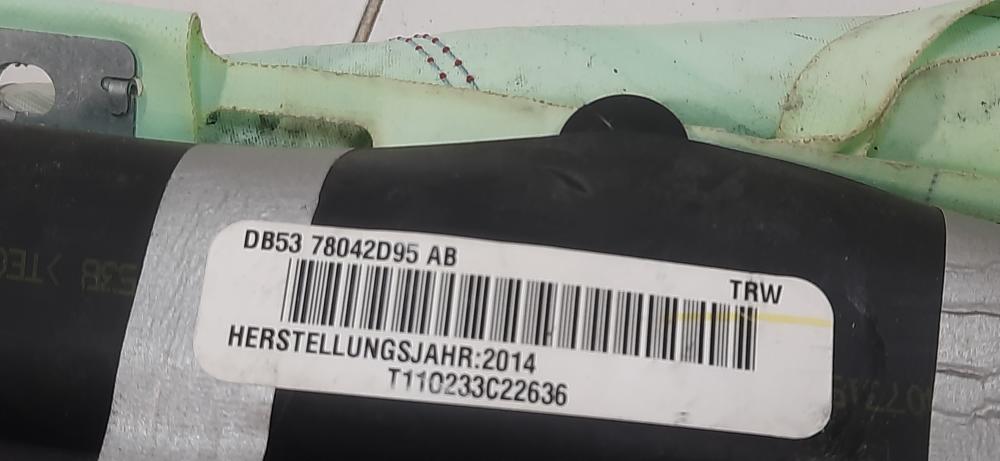 DB53 78042D95 AB
TRW
HERSTELLUNGSJAHR:2014
T110233C22636